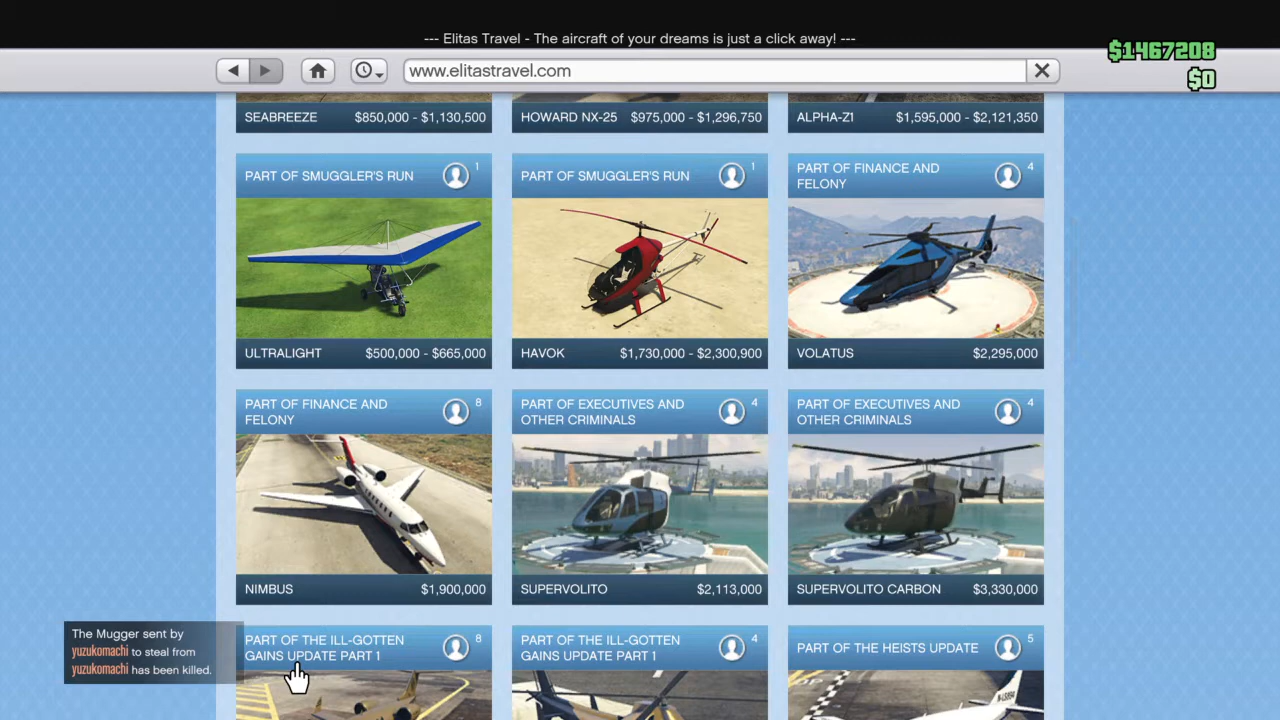 --- Elitas Travel - The aircraft of your dreams is just a click away! ---
$1467208
$0
www.elitastravel.com
SEABREEZE $850,000 - $1,130,500
HOWARD NX-25 $975,000 - $1,296,750
ALPHA-Z1 $1,595,000 - $2,121,350
PART OF SMUGGLER'S RUN 1
PART OF SMUGGLER'S RUN 1
PART OF FINANCE AND
FELONY 4
ULTRALIGHT $500,000 - $665,000
HAVOK $1,730,000 - $2,300,900
VOLATUS $2,295,000
PART OF FINANCE AND
FELONY 8
PART OF EXECUTIVES AND
OTHER CRIMINALS 4
PART OF EXECUTIVES AND
OTHER CRIMINALS 4
NIMBUS $1,900,000
SUPERVOLITO $2,113,000
SUPERVOLITO CARBON $3,330,000
The Mugger sent by
yuzukomachi to steal from
yuzukomachi has been killed.
PART OF THE ILL-GOTTEN
GAINS UPDATE PART 1 8
PART OF THE ILL-GOTTEN
GAINS UPDATE PART 1 4
PART OF THE HEISTS UPDATE 5